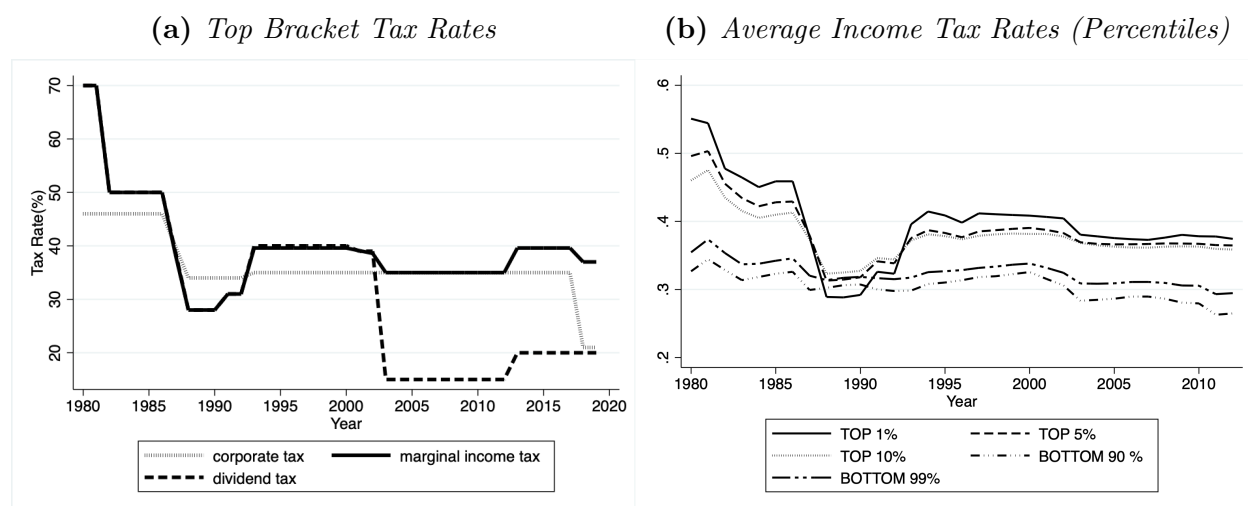 (a) Top Bracket Tax Rates
70
60
50
40
30
20
Tax Rate(%)
1980 1985 1990 1995 2000 2005 2010 2015 2020
Year
corporate tax marginal income tax
dividend tax
(b) Average Income Tax Rates (Percentiles)
.6
.5
.4
.3
.2
1980 1985 1990 1995 2000 2005 2010
Year
TOP 1% TOP 5%
TOP 10% BOTTOM 90 %
BOTTOM 99%